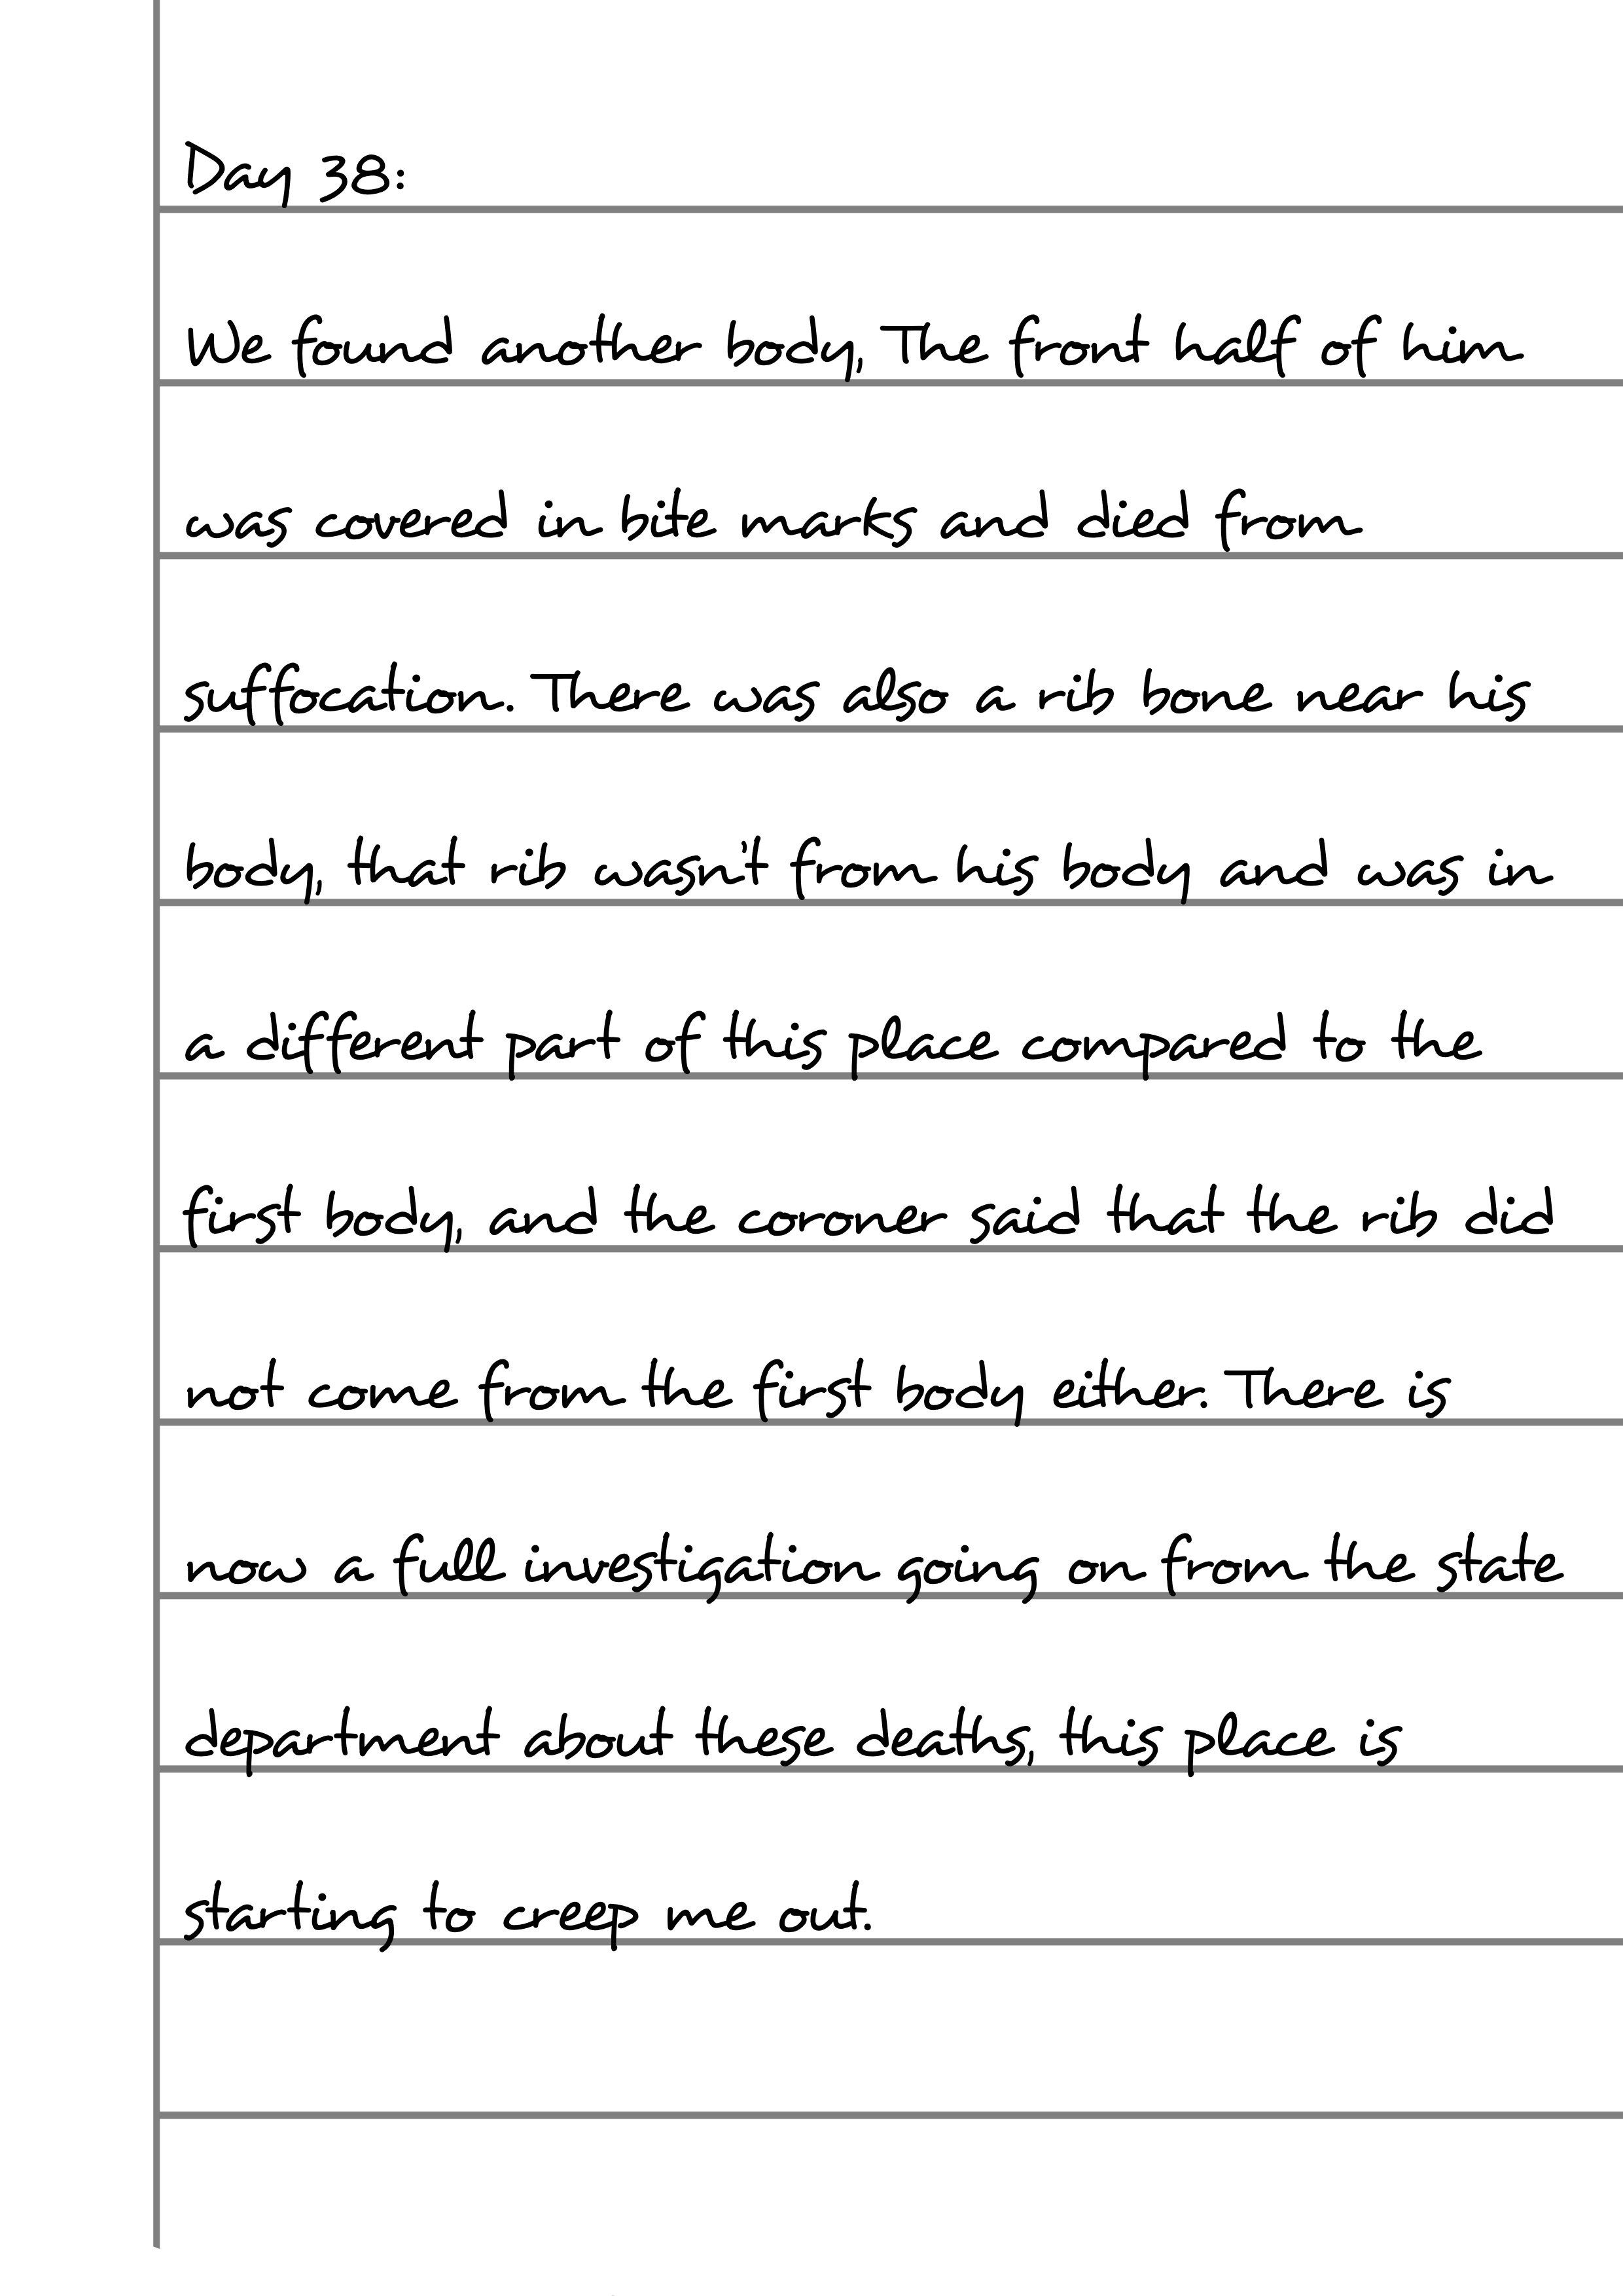 Day 38:
We found another body, The front half of him
was covered in bite marks and died from
suffocation. There was also a rib bone near his
body, that rib wasn't from his body and was in
a different part of this place compared to the
first body, and the coroner said that the rib did
not come from the first body either. There is
now a full investigation going on from the state
department about these deaths, this place is
starting to creep me out.